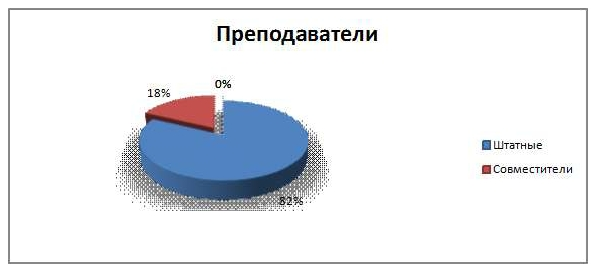 Преподаватели
0%
18%
Штатные
Совместители
82%